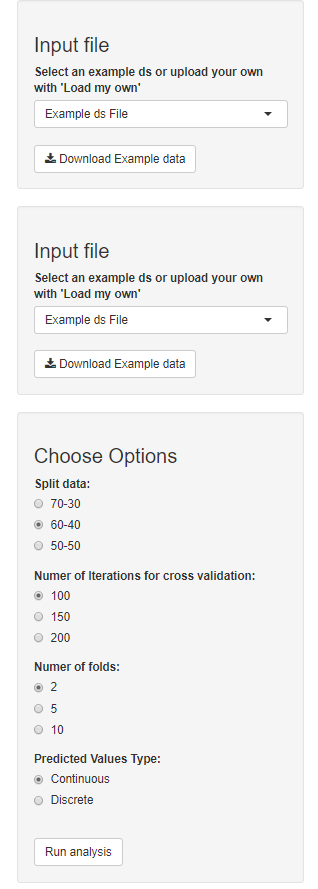 Input file
Select an example ds or upload your own
with 'Load my own'
Example ds File
Download Example data
Input file
Select an example ds or upload your own
with 'Load my own'
Example ds File
Download Example data
Choose Options
Split data:
70-30
60-40
50-50
Numer of Iterations for cross validation:
100
150
200
Numer of folds:
2
5
10
Predicted Values Type:
Continuous
Discrete
Run analysis